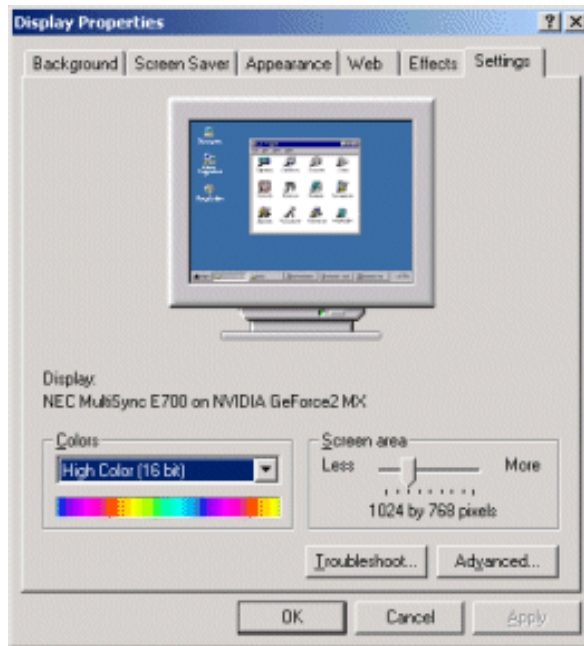 Display Properties
Background Screen Saver Appearance Web Effects Settings
Display:
NEC MultiSync E700 on NVIDIA GeForce2 MX
Colors
High Color (16 bit)
Screen area
Less More
1024 by 768 pixels
Troubleshoot... Advanced...
OK Cancel Apply